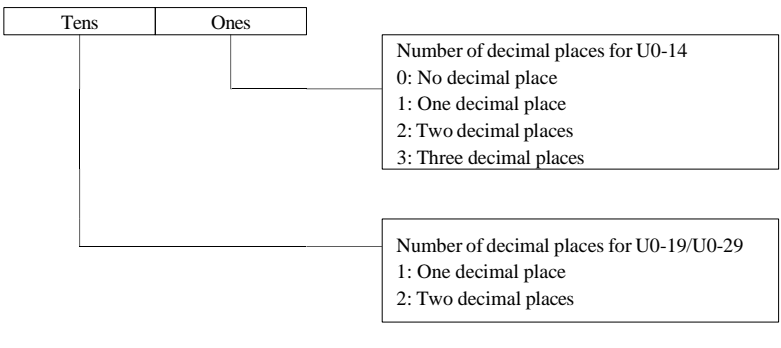 Tens Ones
Number of decimal places for U0-14
0: No decimal place
1: One decimal place
2: Two decimal places
3: Three decimal places
Number of decimal places for U0-19/U0-29
1: One decimal place
2: Two decimal places